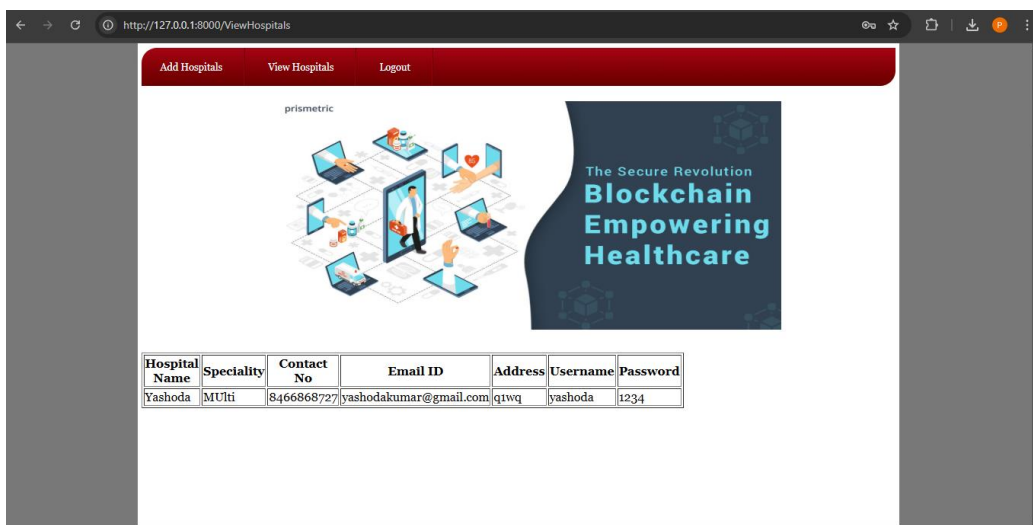 http://127.0.0.1:8000/ViewHospitals
P
Add Hospitals View Hospitals Logout
prismetric
The Secure Revolution
Blockchain
Empowering
Healthcare
Hospital Name Speciality Contact No Email ID Address Username Password
Yashoda MUlti 8466868727 yashodakumar@gmail.com q1wq yashoda 1234